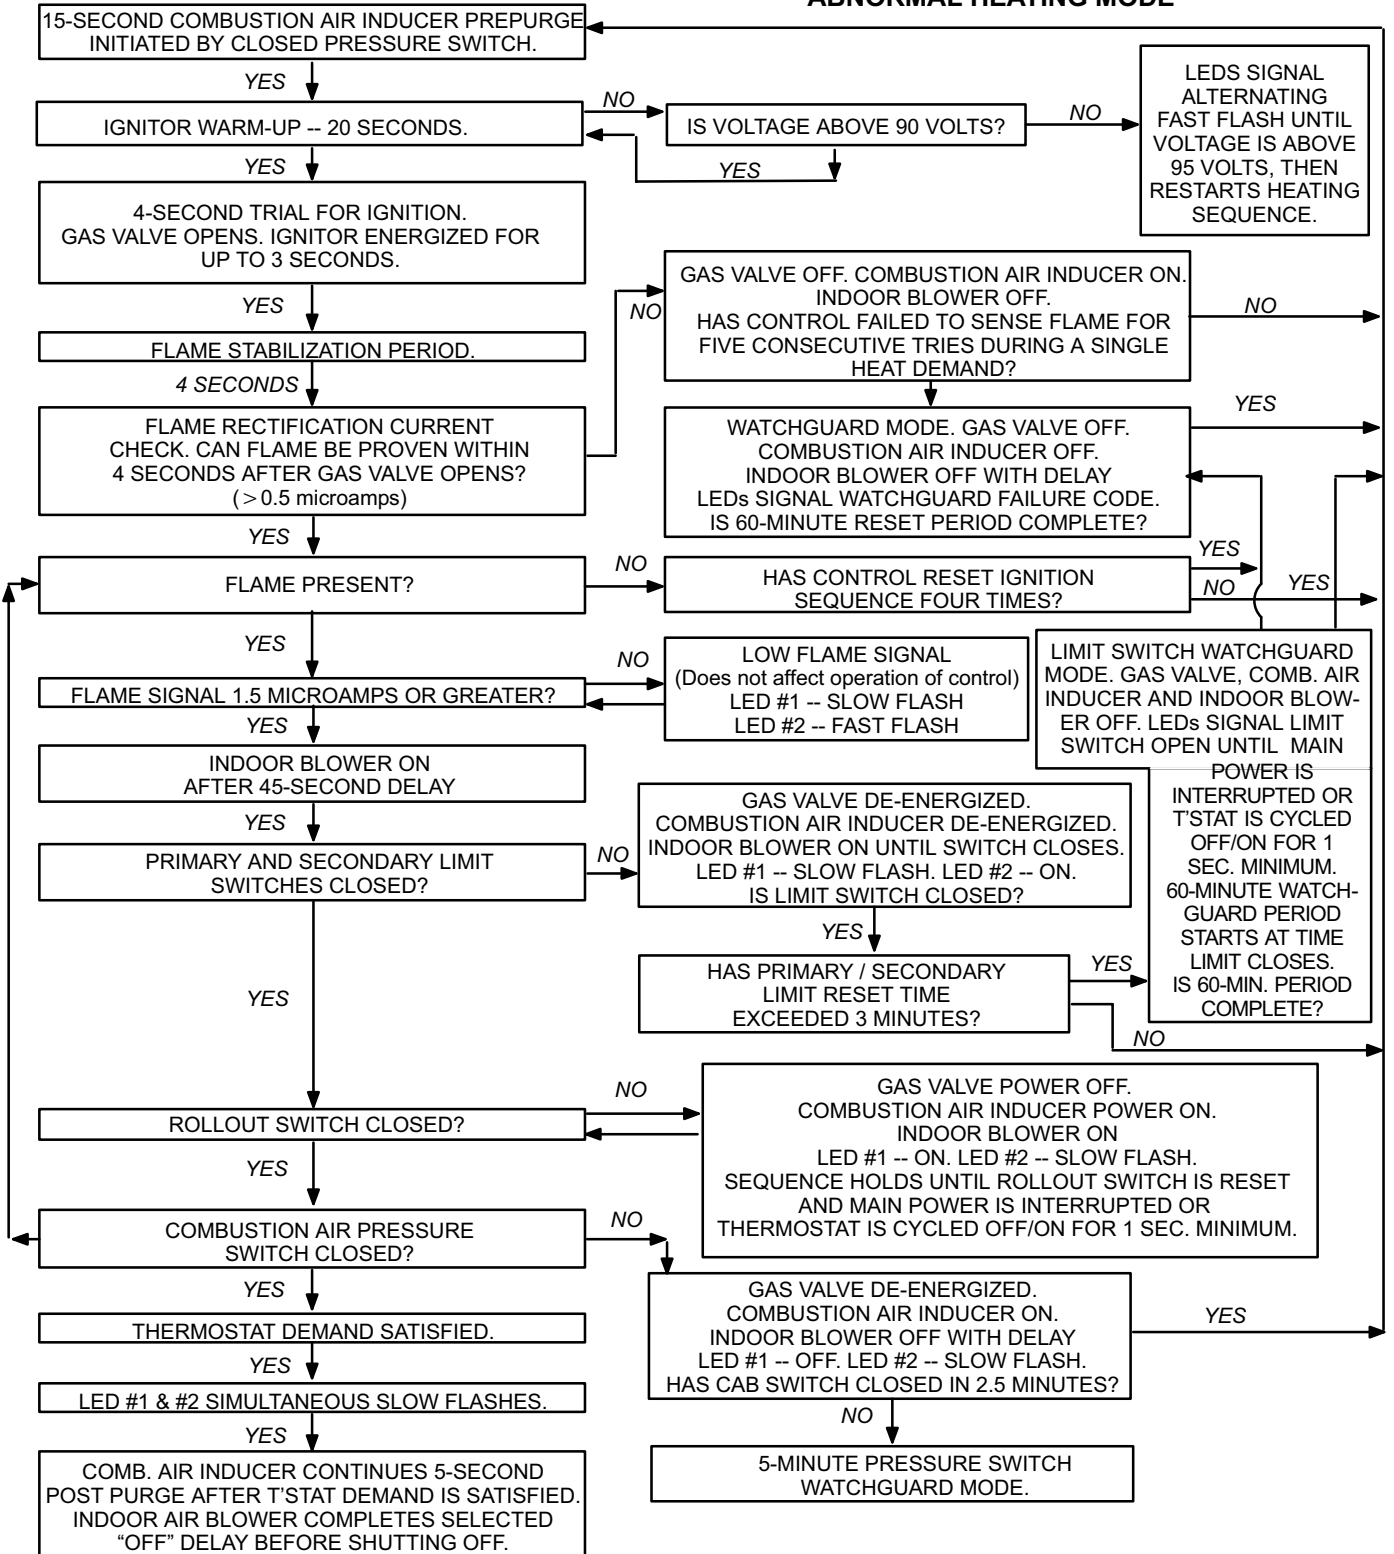 ABNORMAL HEATING MODE
15-SECOND COMBUSTION AIR INDUCER PREPURGE
INITIATED BY CLOSED PRESSURE SWITCH.
YES
IGNITOR WARM-UP -- 20 SECONDS.
NO
IS VOLTAGE ABOVE 90 VOLTS?
NO
YES
LEDS SIGNAL
ALTERNATING
FAST FLASH UNTIL
VOLTAGE IS ABOVE
95 VOLTS, THEN
RESTARTS HEATING
SEQUENCE.
YES
4-SECOND TRIAL FOR IGNITION.
GAS VALVE OPENS. IGNITOR ENERGIZED FOR
UP TO 3 SECONDS.
YES
FLAME STABILIZATION PERIOD.
4 SECONDS
FLAME RECTIFICATION CURRENT
CHECK. CAN FLAME BE PROVEN WITHIN
4 SECONDS AFTER GAS VALVE OPENS?
(>0.5 microamps)
NO
GAS VALVE OFF. COMBUSTION AIR INDUCER ON.
INDOOR BLOWER OFF.
HAS CONTROL FAILED TO SENSE FLAME FOR
FIVE CONSECUTIVE TRIES DURING A SINGLE
HEAT DEMAND?
NO
WATCHGUARD MODE. GAS VALVE OFF.
COMBUSTION AIR INDUCER OFF.
INDOOR BLOWER OFF WITH DELAY
LEDs SIGNAL WATCHGUARD FAILURE CODE.
IS 60-MINUTE RESET PERIOD COMPLETE?
YES
YES
FLAME PRESENT?
NO
HAS CONTROL RESET IGNITION
SEQUENCE FOUR TIMES?
YES
NO
YES
YES
FLAME SIGNAL 1.5 MICROAMPS OR GREATER?
NO
LOW FLAME SIGNAL
(Does not affect operation of control)
LED #1 -- SLOW FLASH
LED #2 -- FAST FLASH
LIMIT SWITCH WATCHGUARD
MODE. GAS VALVE, COMB. AIR
INDUCER AND INDOOR BLOW-
ER OFF. LEDs SIGNAL LIMIT
SWITCH OPEN UNTIL MAIN
POWER IS
INTERRUPTED OR
T'STAT IS CYCLED
OFF/ON FOR 1
SEC. MINIMUM.
60-MINUTE WATCH-
GUARD PERIOD
STARTS AT TIME
LIMIT CLOSES.
IS 60-MIN. PERIOD
COMPLETE?
YES
INDOOR BLOWER ON
AFTER 45-SECOND DELAY
YES
PRIMARY AND SECONDARY LIMIT
SWITCHES CLOSED?
NO
GAS VALVE DE-ENERGIZED.
COMBUSTION AIR INDUCER DE-ENERGIZED.
INDOOR BLOWER ON UNTIL SWITCH CLOSES.
LED #1 -- SLOW FLASH. LED #2 -- ON.
IS LIMIT SWITCH CLOSED?
YES
HAS PRIMARY / SECONDARY
LIMIT RESET TIME
EXCEEDED 3 MINUTES?
YES
NO
YES
ROLLOUT SWITCH CLOSED?
NO
GAS VALVE POWER OFF.
COMBUSTION AIR INDUCER POWER ON.
INDOOR BLOWER ON
LED #1 -- ON. LED #2 -- SLOW FLASH.
SEQUENCE HOLDS UNTIL ROLLOUT SWITCH IS RESET
AND MAIN POWER IS INTERRUPTED OR
THERMOSTAT IS CYCLED OFF/ON FOR 1 SEC. MINIMUM.
YES
COMBUSTION AIR PRESSURE
SWITCH CLOSED?
NO
GAS VALVE DE-ENERGIZED.
COMBUSTION AIR INDUCER ON.
INDOOR BLOWER OFF WITH DELAY
LED #1 -- OFF. LED #2 -- SLOW FLASH.
HAS CAB SWITCH CLOSED IN 2.5 MINUTES?
YES
NO
5-MINUTE PRESSURE SWITCH
WATCHGUARD MODE.
YES
THERMOSTAT DEMAND SATISFIED.
YES
LED #1 & #2 SIMULTANEOUS SLOW FLASHES.
YES
COMB. AIR INDUCER CONTINUES 5-SECOND
POST PURGE AFTER T'STAT DEMAND IS SATISFIED.
INDOOR AIR BLOWER COMPLETES SELECTED
“OFF” DELAY BEFORE SHUTTING OFF.